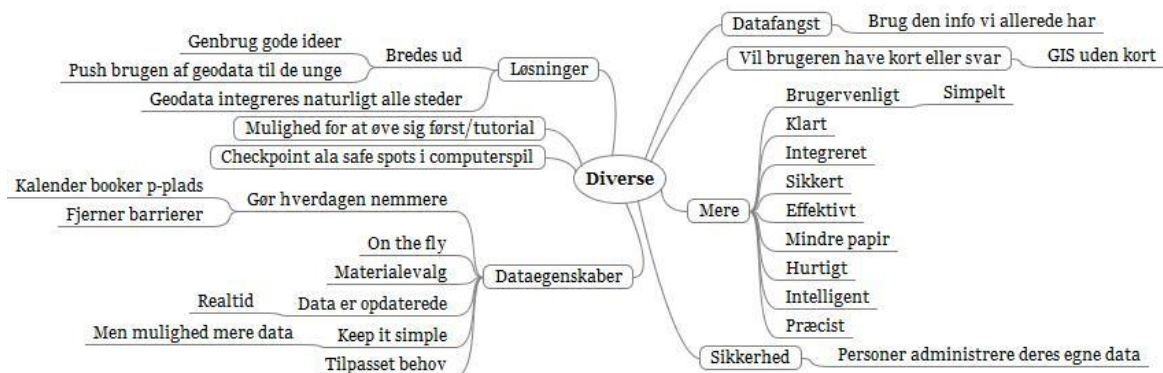 Diverse
Løsninger
Bredes ud
Genbrug gode ideer
Push brugen af geodata til de unge
Geodata integreres naturligt alle steder
Mulighed for at øve sig først/tutorial
Checkpoint ala safe spots i computerspil
Dataegenskaber
Gør hverdagen nemmere
Kalender booker p-plads
Fjerner barrierer
On the fly
Materialevalg
Data er opdaterede
Realtid
Keep it simple
Men mulighed mere data
Tilpasset behov
Datafangst
Brug den info vi allerede har
Vil brugeren have kort eller svar
GIS uden kort
Mere
Brugervenligt
Simpelt
Klart
Integreret
Sikkert
Effektivt
Mindre papir
Hurtigt
Intelligent
Præcist
Sikkerhed
Personer administrere deres egne data